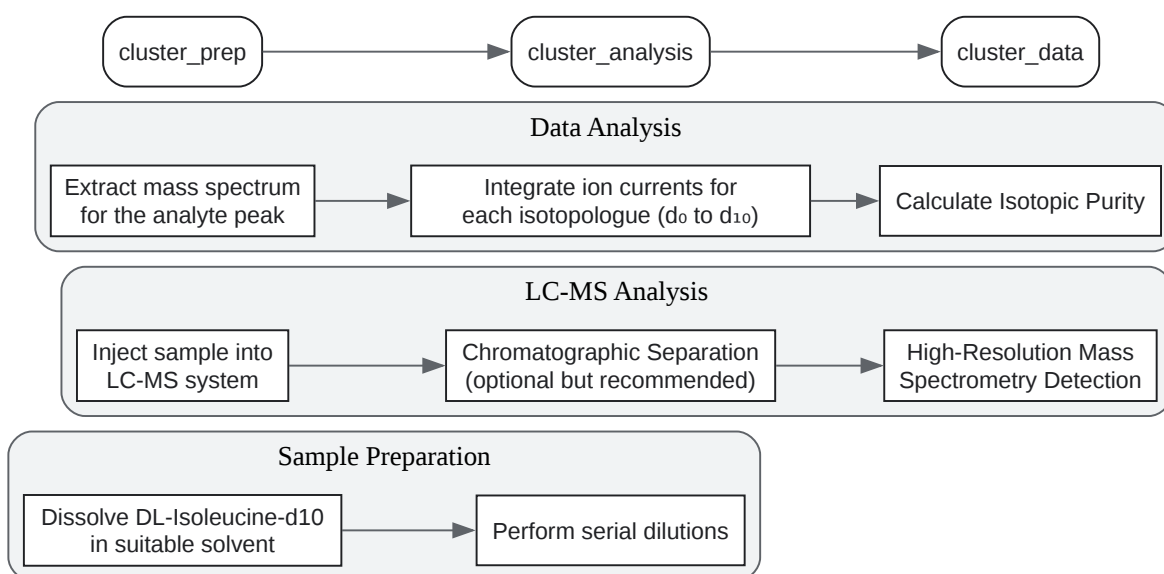 cluster_prep
cluster_analysis
cluster_data
Data Analysis
Extract mass spectrum
for the analyte peak
Integrate ion currents for
each isotopologue (d₀ to d₁₀)
Calculate Isotopic Purity
LC-MS Analysis
Inject sample into
LC-MS system
Chromatographic Separation
(optional but recommended)
High-Resolution Mass
Spectrometry Detection
Sample Preparation
Dissolve DL-Isoleucine-d10
in suitable solvent
Perform serial dilutions